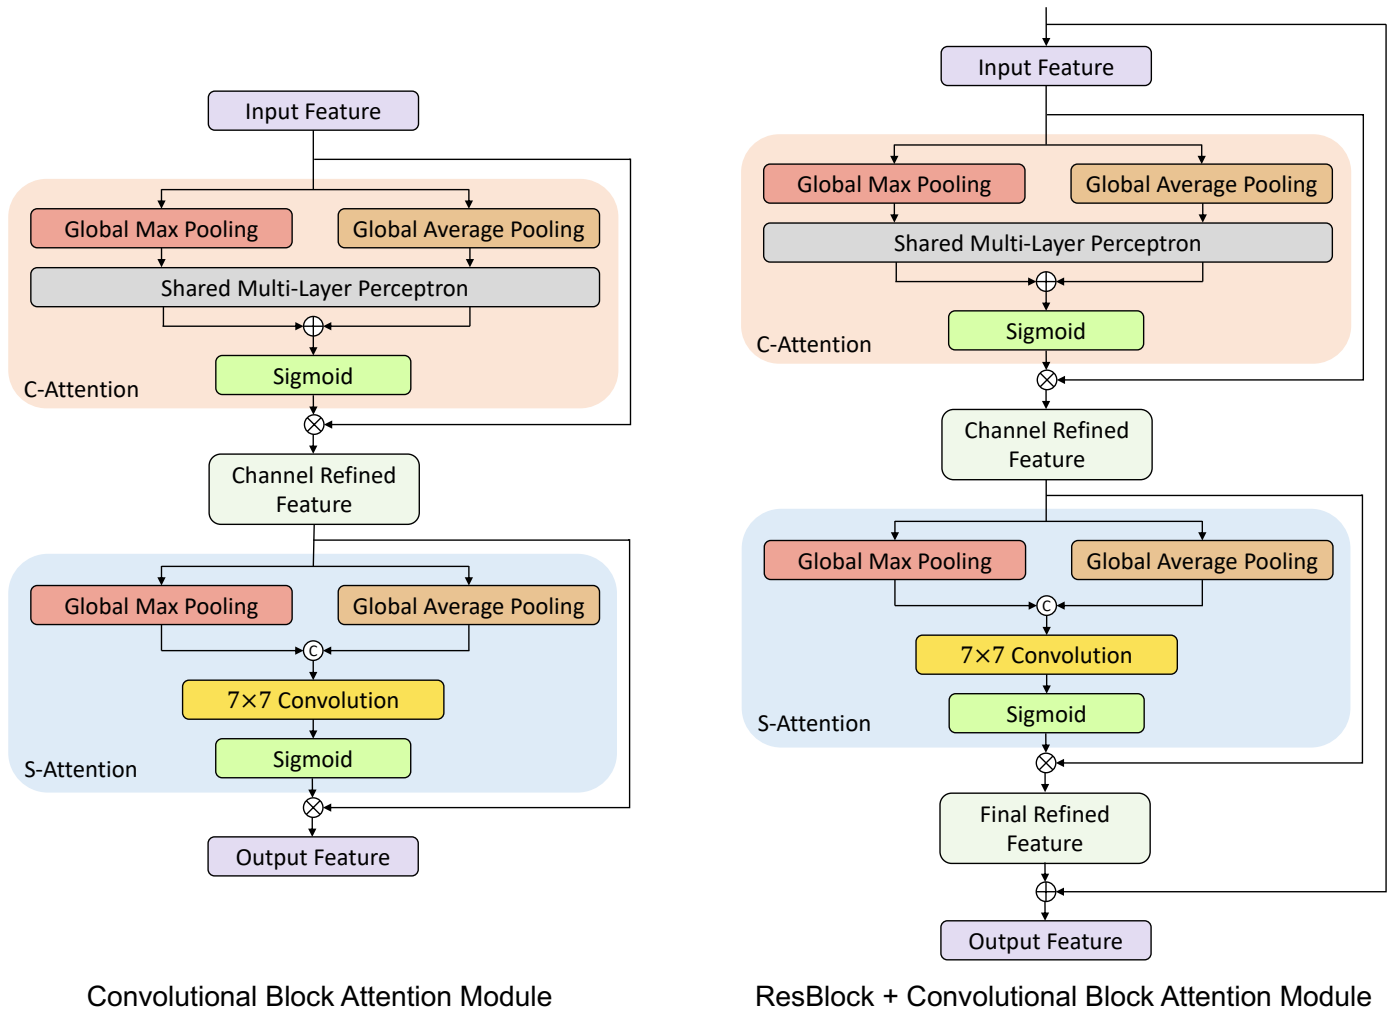 Input Feature
Global Max Pooling
Global Average Pooling
Shared Multi-Layer Perceptron
Sigmoid
C-Attention
Channel Refined
Feature
Global Max Pooling
Global Average Pooling
C
7×7 Convolution
Sigmoid
S-Attention
Output Feature
Convolutional Block Attention Module
Input Feature
Global Max Pooling
Global Average Pooling
Shared Multi-Layer Perceptron
Sigmoid
C-Attention
Channel Refined
Feature
Global Max Pooling
Global Average Pooling
C
7×7 Convolution
Sigmoid
S-Attention
Final Refined
Feature
Output Feature
ResBlock + Convolutional Block Attention Module